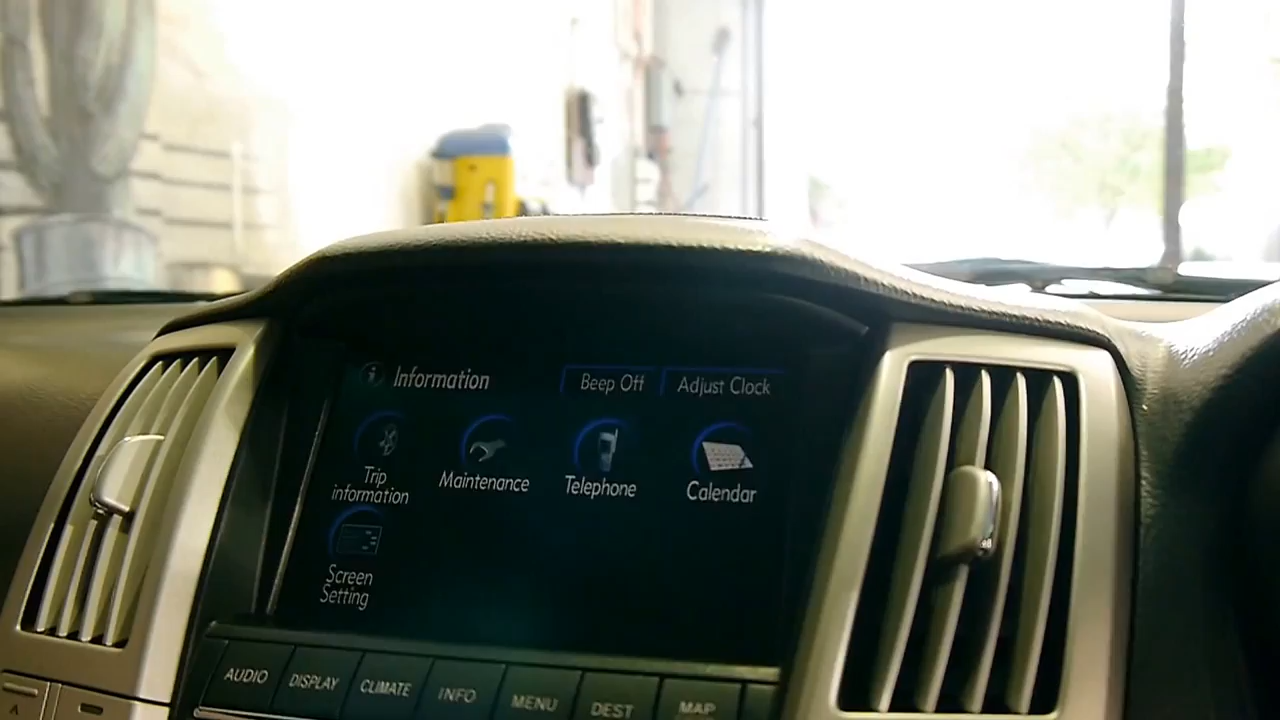 i Information
Beep Off
Adjust Clock
Trip
information
Maintenance
Telephone
Calendar
Screen
Setting
AUDIO
DISPLAY
CLIMATE
INFO
MENU
DEST
MAP